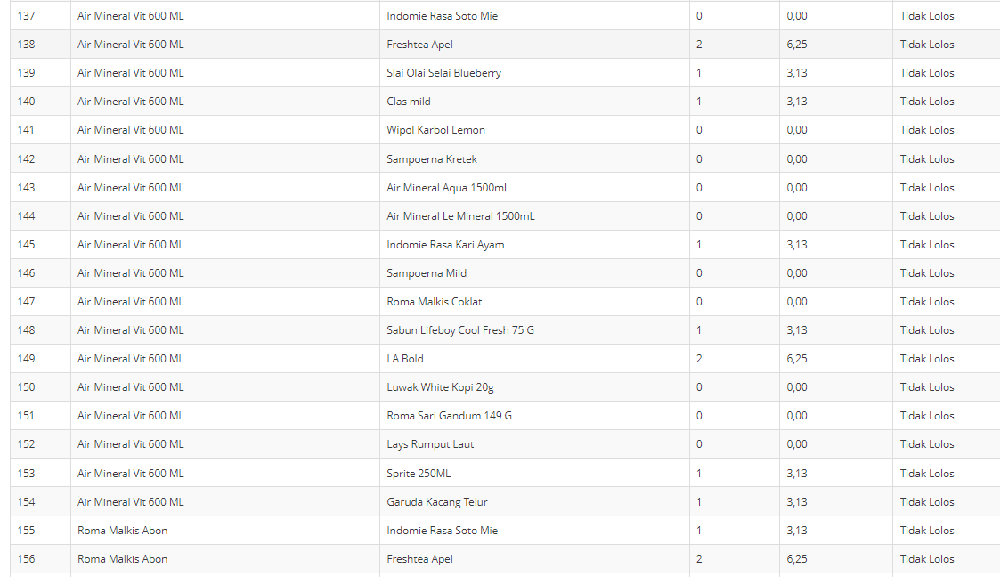 137 Air Mineral Vit 600 ML Indomie Rasa Soto Mie 0 0,00 Tidak Lolos
138 Air Mineral Vit 600 ML Freshtea Apel 2 6,25 Tidak Lolos
139 Air Mineral Vit 600 ML Slai Olai Selai Blueberry 1 3,13 Tidak Lolos
140 Air Mineral Vit 600 ML Clas mild 1 3,13 Tidak Lolos
141 Air Mineral Vit 600 ML Wipol Karbol Lemon 0 0,00 Tidak Lolos
142 Air Mineral Vit 600 ML Sampoerna Kretek 0 0,00 Tidak Lolos
143 Air Mineral Vit 600 ML Air Mineral Aqua 1500mL 0 0,00 Tidak Lolos
144 Air Mineral Vit 600 ML Air Mineral Le Mineral 1500mL 0 0,00 Tidak Lolos
145 Air Mineral Vit 600 ML Indomie Rasa Kari Ayam 1 3,13 Tidak Lolos
146 Air Mineral Vit 600 ML Sampoerna Mild 0 0,00 Tidak Lolos
147 Air Mineral Vit 600 ML Roma Malkis Coklat 0 0,00 Tidak Lolos
148 Air Mineral Vit 600 ML Sabun Lifeboy Cool Fresh 75 G 1 3,13 Tidak Lolos
149 Air Mineral Vit 600 ML LA Bold 2 6,25 Tidak Lolos
150 Air Mineral Vit 600 ML Luwak White Kopi 20g 0 0,00 Tidak Lolos
151 Air Mineral Vit 600 ML Roma Sari Gandum 149 G 0 0,00 Tidak Lolos
152 Air Mineral Vit 600 ML Lays Rumput Laut 0 0,00 Tidak Lolos
153 Air Mineral Vit 600 ML Sprite 250ML 1 3,13 Tidak Lolos
154 Air Mineral Vit 600 ML Garuda Kacang Telur 1 3,13 Tidak Lolos
155 Roma Malkis Abon Indomie Rasa Soto Mie 1 3,13 Tidak Lolos
156 Roma Malkis Abon Freshtea Apel 2 6,25 Tidak Lolos